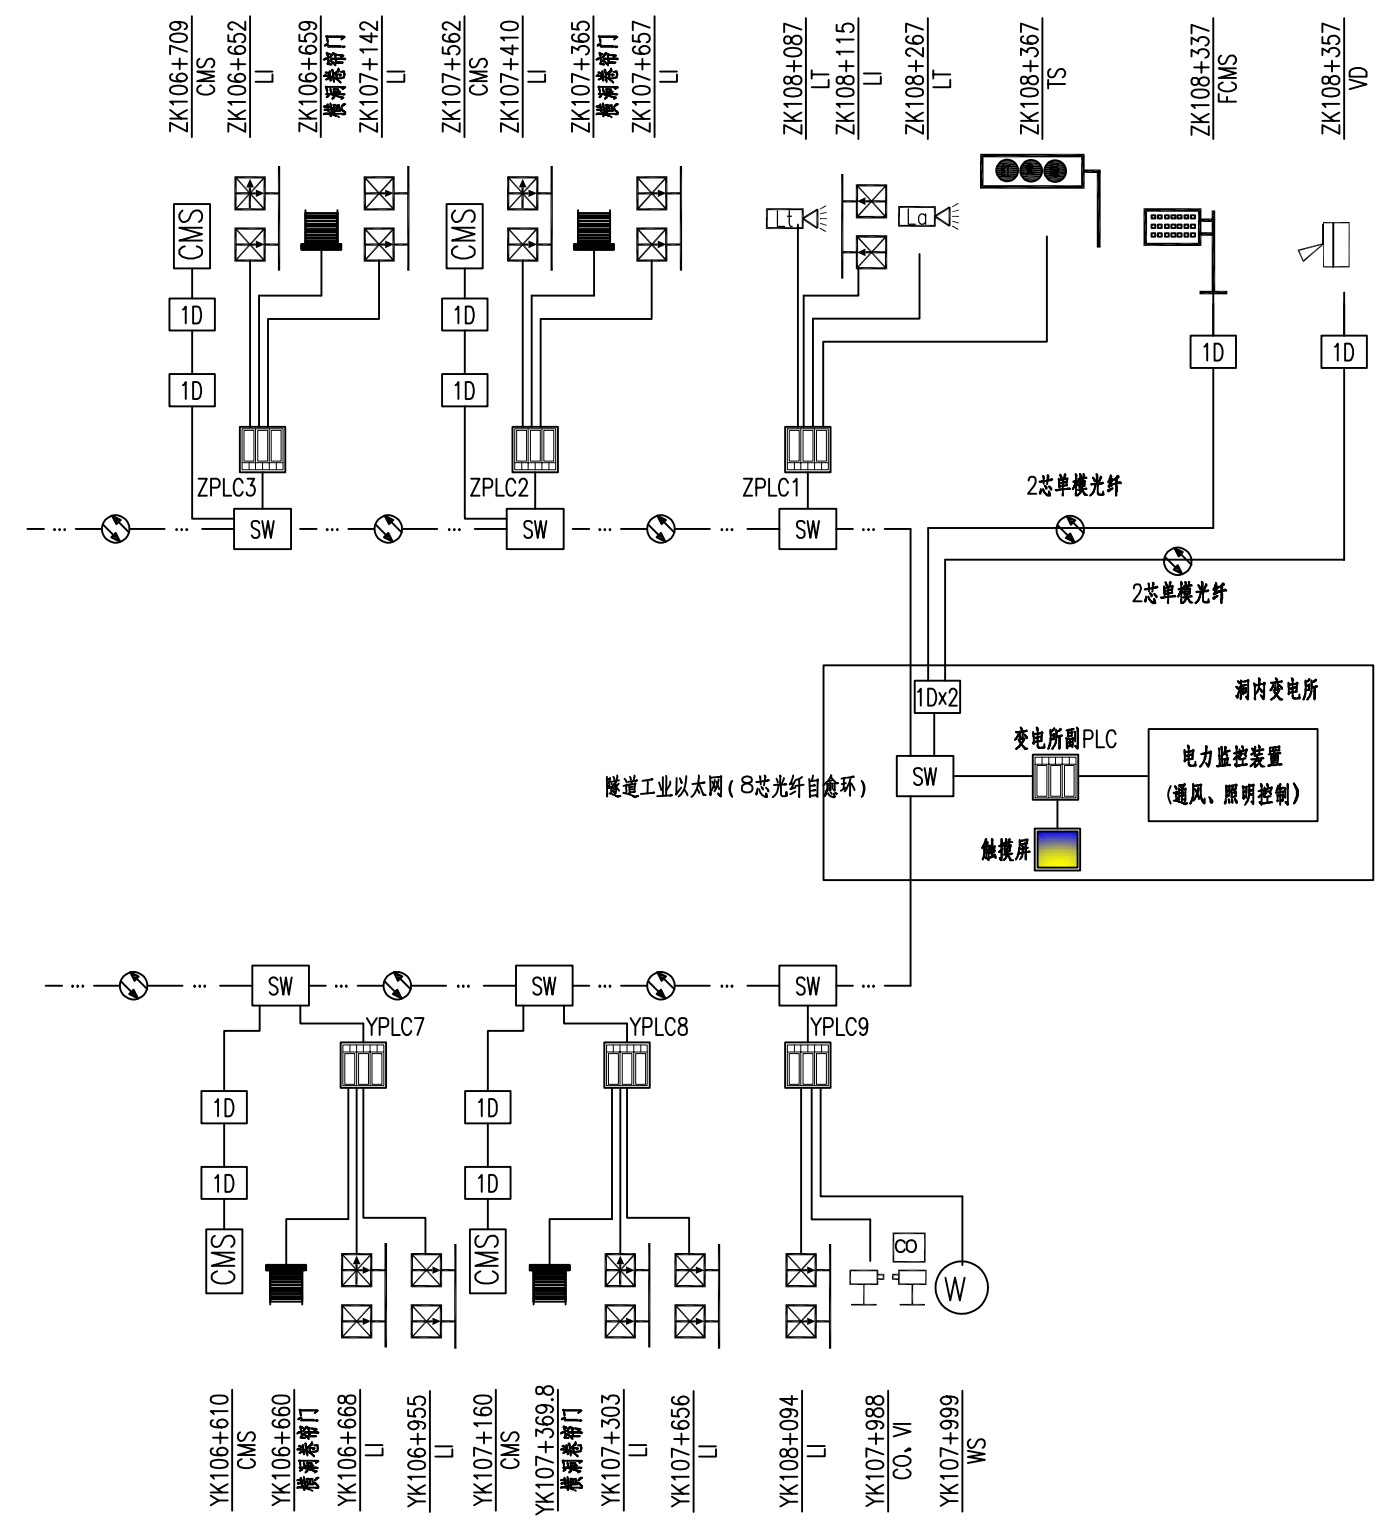 ZK106+709
CMS
ZK106+652
LI
ZK106+659
横洞卷帘门
ZK107+142
LI
ZK107+562
CMS
ZK107+410
LI
ZK107+365
横洞卷帘门
ZK107+657
LI
ZK108+087
LT
ZK108+115
LI
ZK108+267
LT
ZK108+367
TS
ZK108+337
FCMS
ZK108+357
VD
CMS
CMS
Lt
La
1D
1D
1D
1D
1D
1D
ZPLC3
ZPLC2
ZPLC1
2芯单模光纤
... ... SW ... ... SW ... ... SW ...
2芯单模光纤
洞内变电所
1Dx2
变电所副PLC
电力监控装置
(通风、照明控制)
SW
隧道工业以太网(8芯光纤自愈环)
触摸屏
... ... SW ... ... SW ... ... SW ...
YPLC7
YPLC8
YPLC9
1D
1D
1D
1D
CMS
CMS
CO
W
YK106+610
CMS
YK106+660
横洞卷帘门
YK106+668
LI
YK106+955
LI
YK107+160
CMS
YK107+369.8
横洞卷帘门
YK107+303
LI
YK107+656
LI
YK108+094
LI
YK107+988
CO、VI
YK107+999
WS